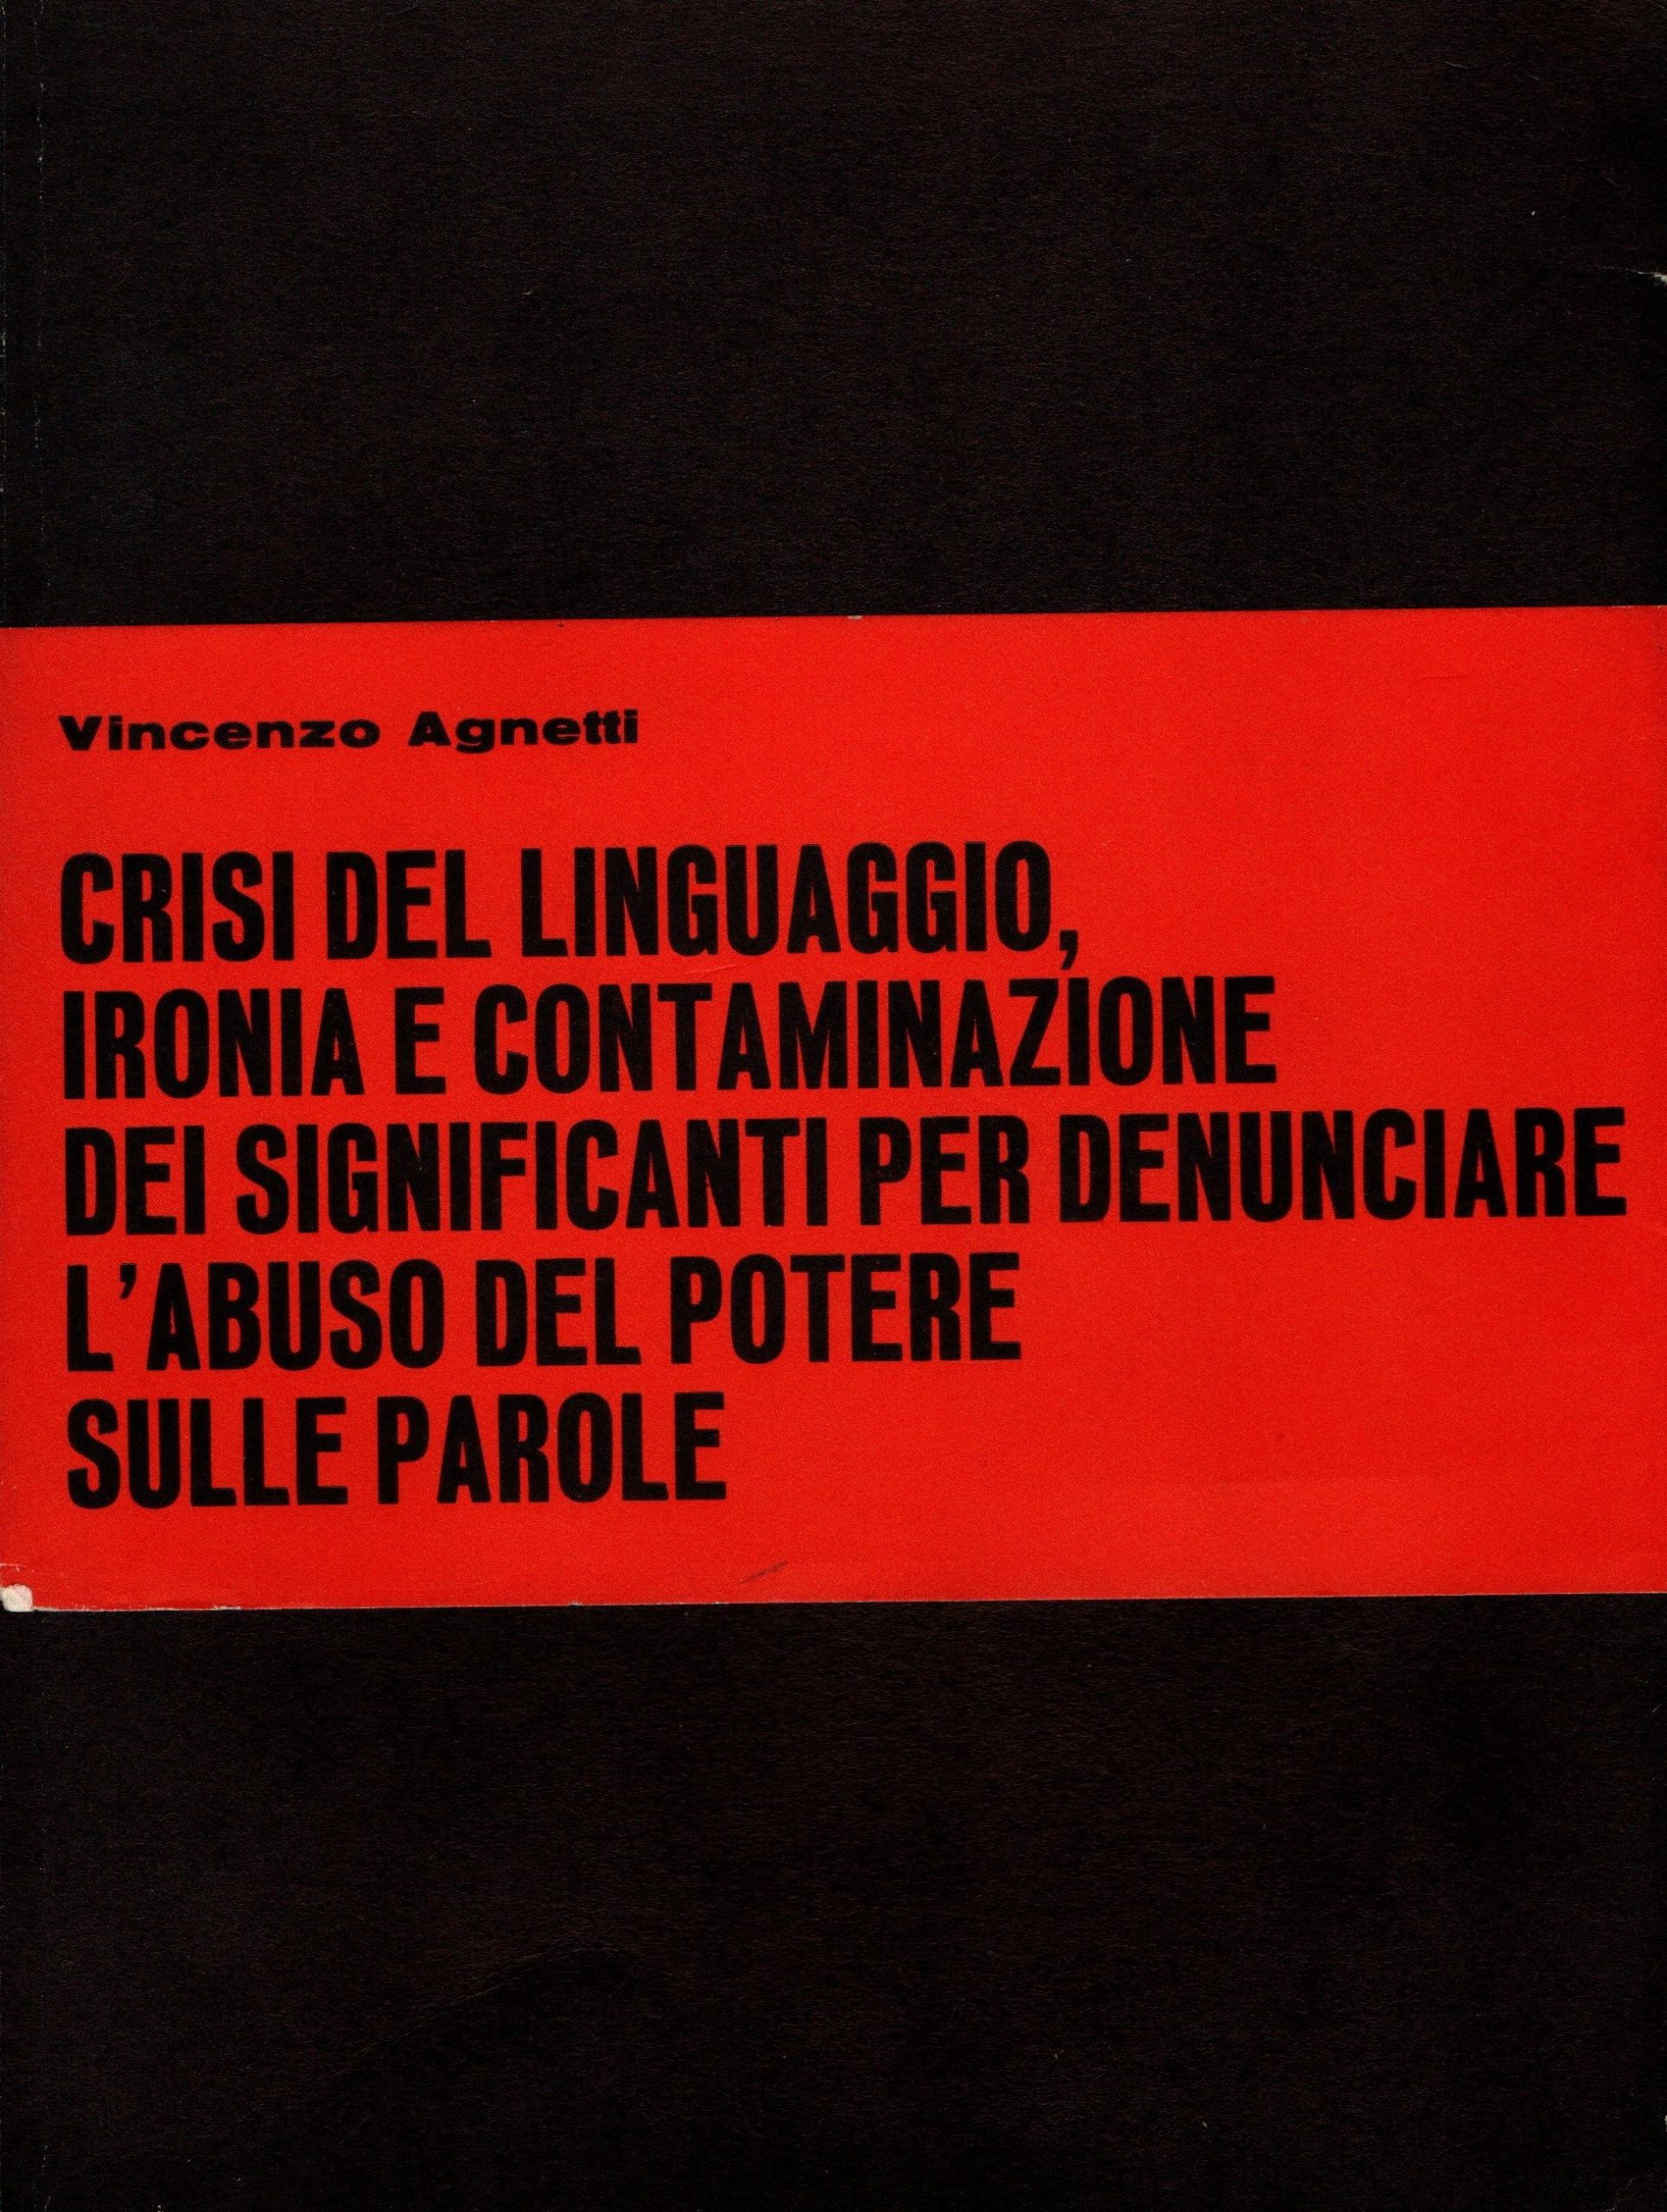 Vincenzo Agnetti
CRISI DEL LINGUAGGIO,
IRONIA E CONTAMINAZIONE
DEI SIGNIFICANTI PER DENUNCIARE
L'ABUSO DEL POTERE
SULLE PAROLE